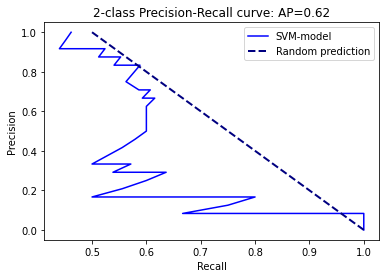 2-class Precision-Recall curve: AP=0.62
SVM-model
Random prediction
Precision
1.0
0.8
0.6
0.4
0.2
0.0
0.5 0.6 0.7 0.8 0.9 1.0
Recall